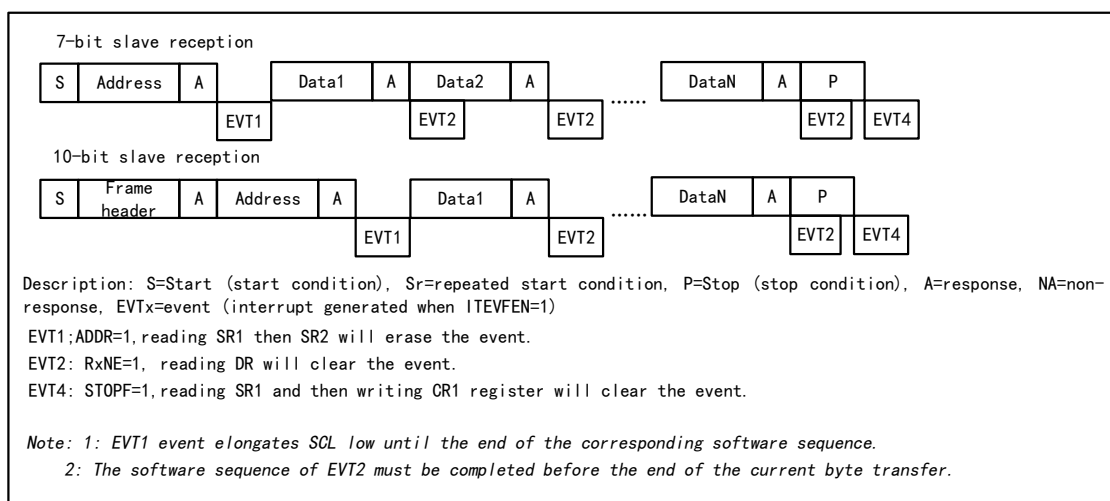 7-bit slave reception
S Address A Data1 A Data2 A ...... DataN A P
EVT1 EVT2 EVT2 EVT2 EVT4
10-bit slave reception
S Frame header A Address A Data1 A ...... DataN A P
EVT1 EVT2 EVT2 EVT4
Description: S=Start (start condition), Sr=repeated start condition, P=Stop (stop condition), A=response, NA=non-
response, EVTx=event (interrupt generated when ITEVFEN=1)
EVT1;ADDR=1,reading SR1 then SR2 will erase the event.
EVT2: RxNE=1, reading DR will clear the event.
EVT4: STOPF=1,reading SR1 and then writing CR1 register will clear the event.
Note: 1: EVT1 event elongates SCL low until the end of the corresponding software sequence.
2: The software sequence of EVT2 must be completed before the end of the current byte transfer.